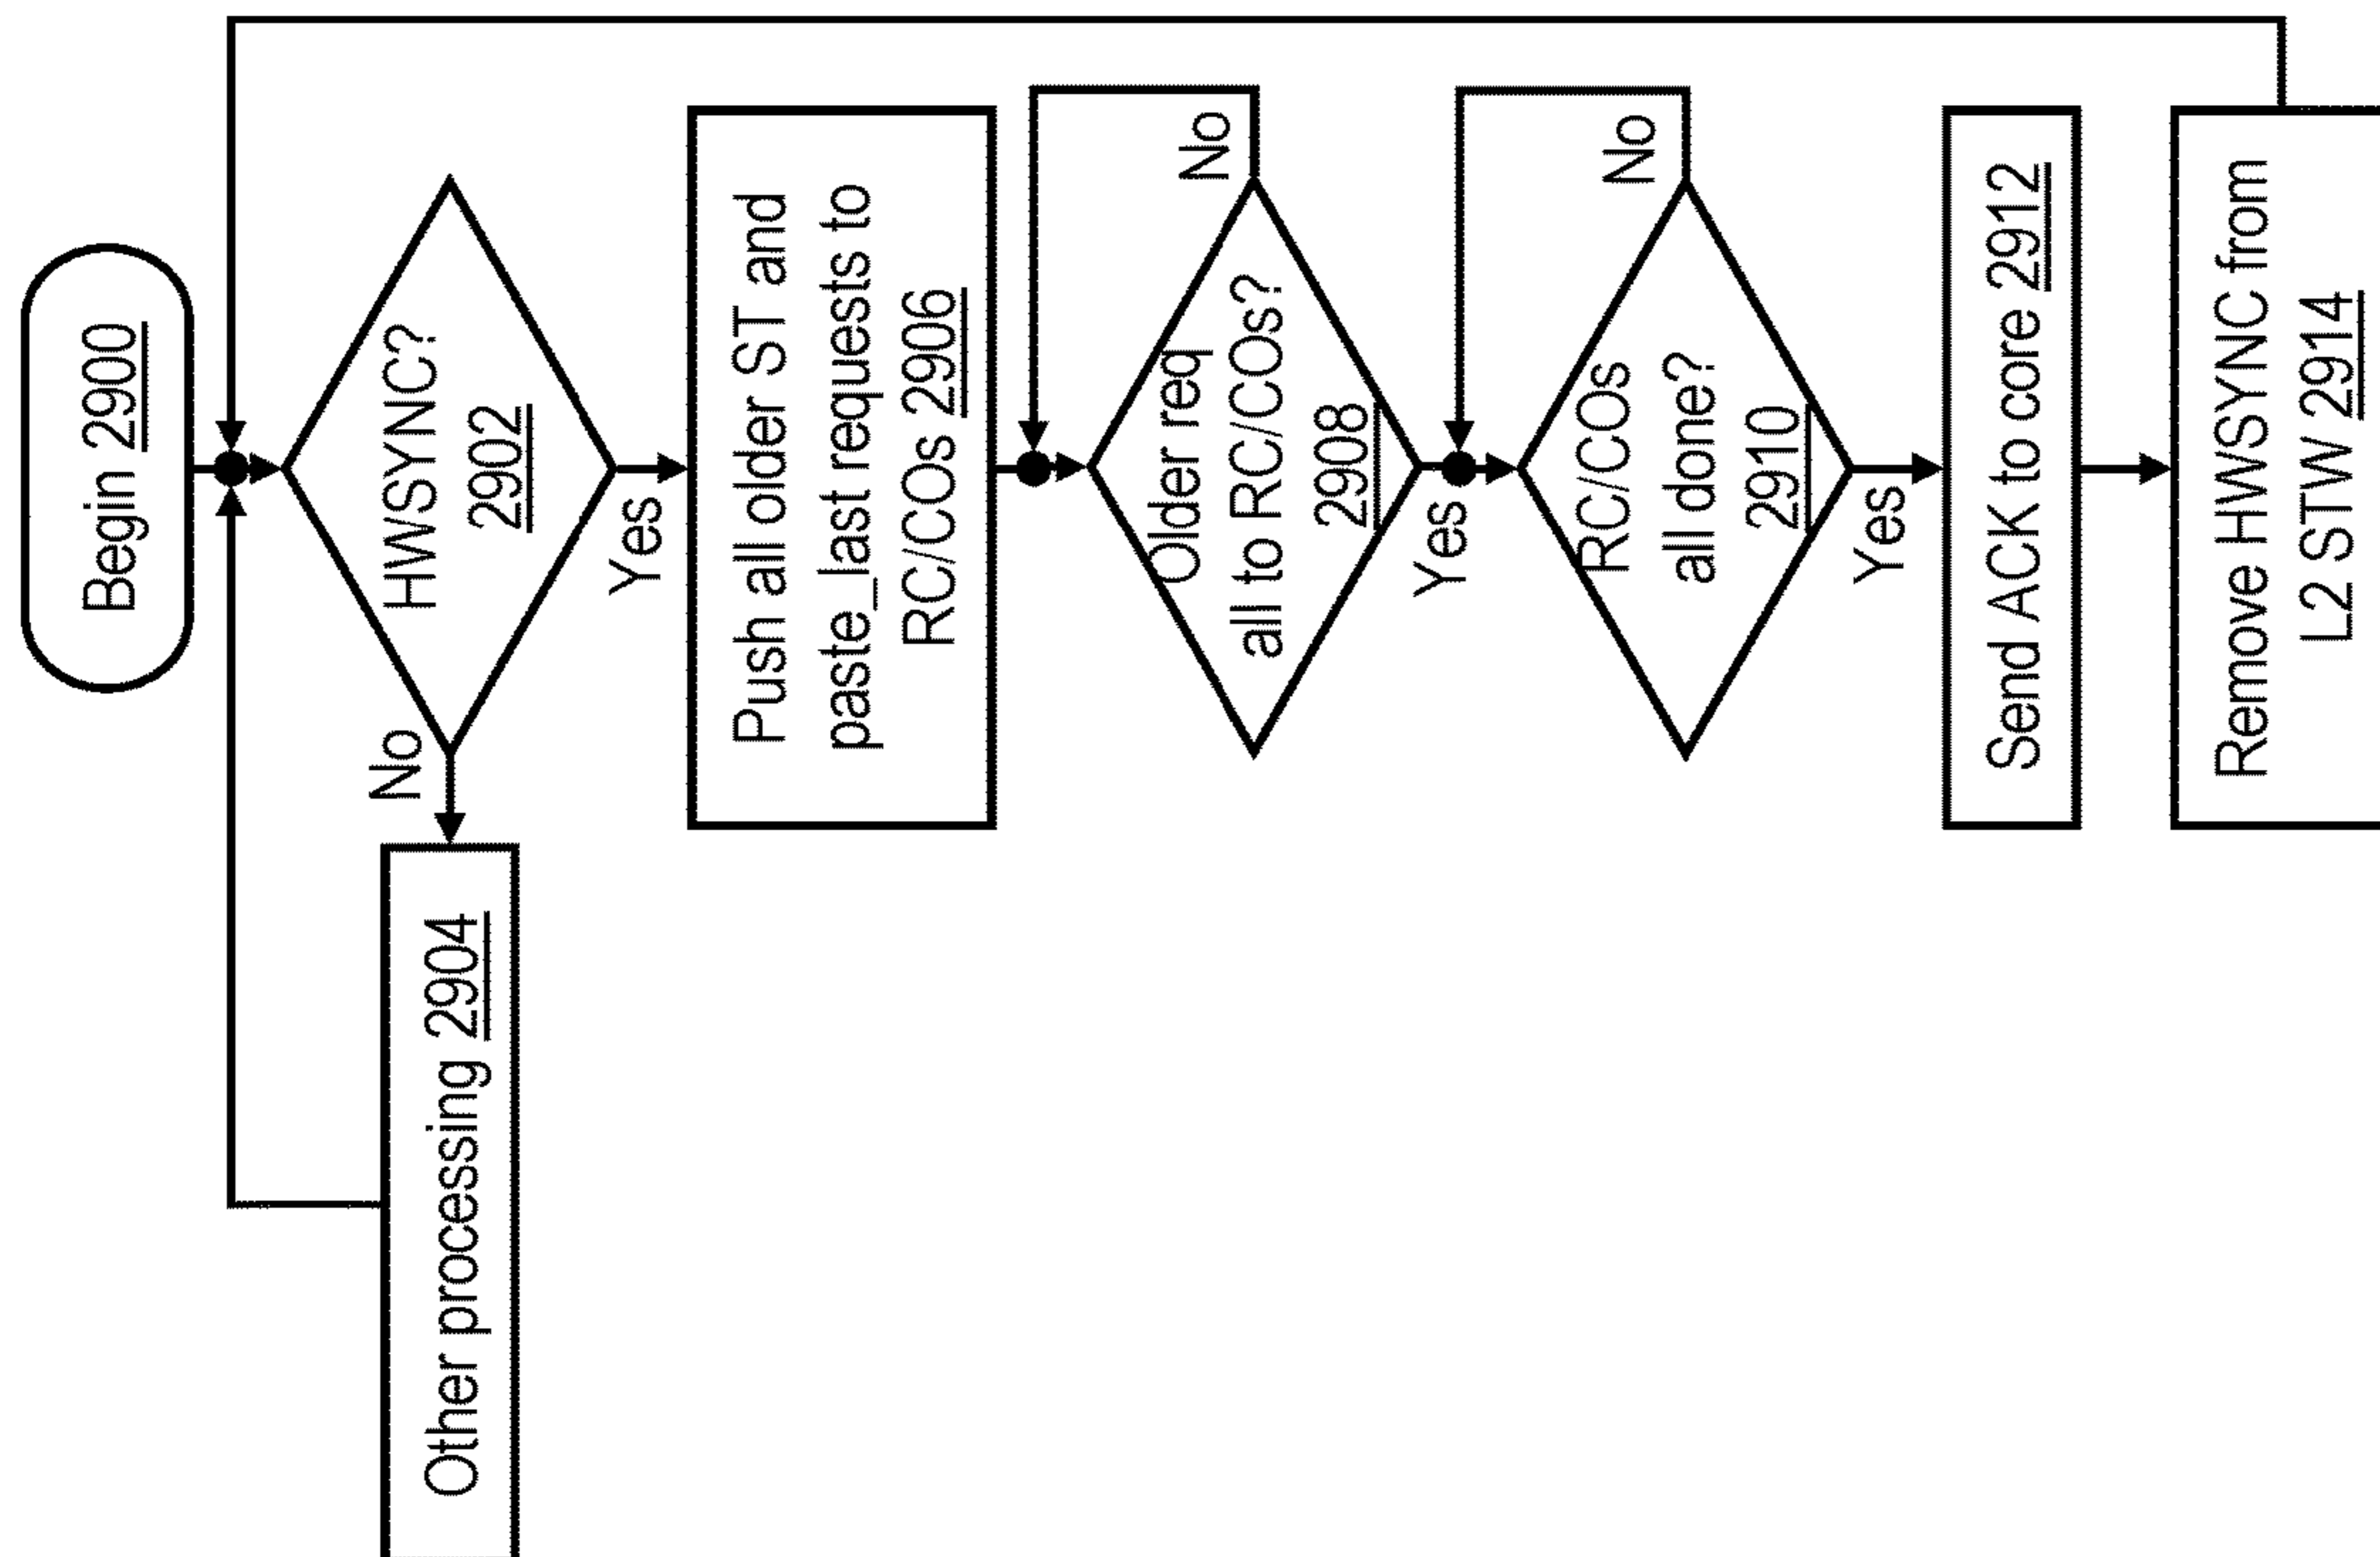 Begin 2900
HWSYNC?
2902
No
Other processing 2904
Yes
Push all older ST and
paste_last requests to
RC/COs 2906
Older req
all to RC/COs?
2908
No
Yes
RC/COs
all done?
2910
No
Yes
Send ACK to core 2912
Remove HWSYNC from
L2 STW 2914